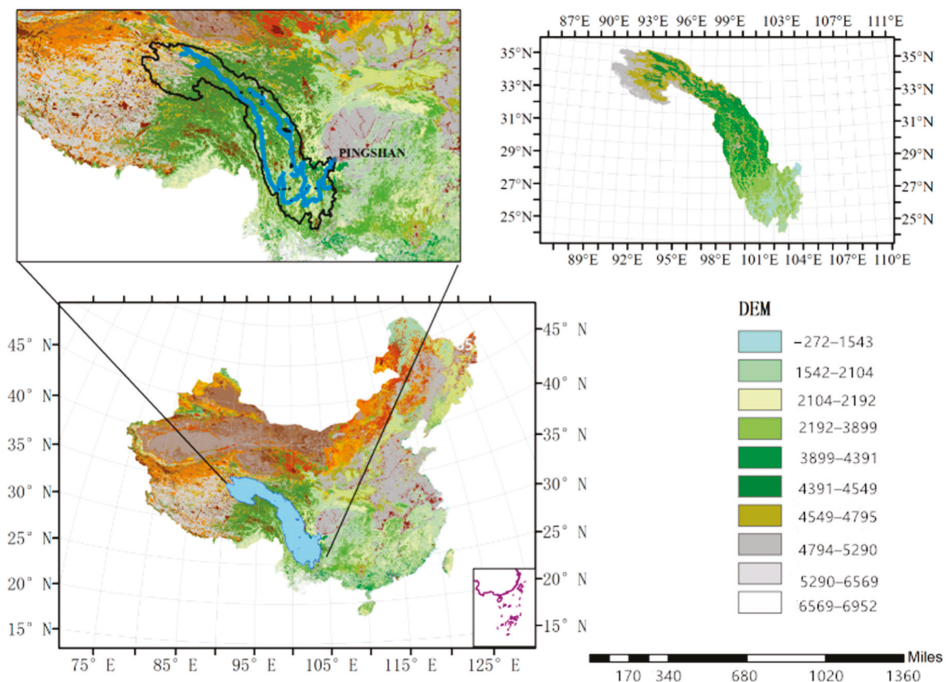 87°E 90°E 93°E 96°E 99°E 103°E 107°E 111°E
35°N 35°N
33°N 33°N
31°N 31°N
29°N 29°N
27°N 27°N
25°N 25°N
89°E 92°E 95°E 98°E 101°E 104°E 107°E 110°E
PINGSHAN
DEM
-272–1543
1542–2104
2104–2192
2192–3899
3899–4391
4391–4549
4549–4795
4794–5290
5290–6569
6569–6952
45° N 45° N
40° N 40° N
35° N 35° N
30° N 30° N
25° N 25° N
20° N 20° N
15° N 15° N
75° E 85° E 95° E 105° E 115° E 125° E
Miles
170 340 680 1020 1360